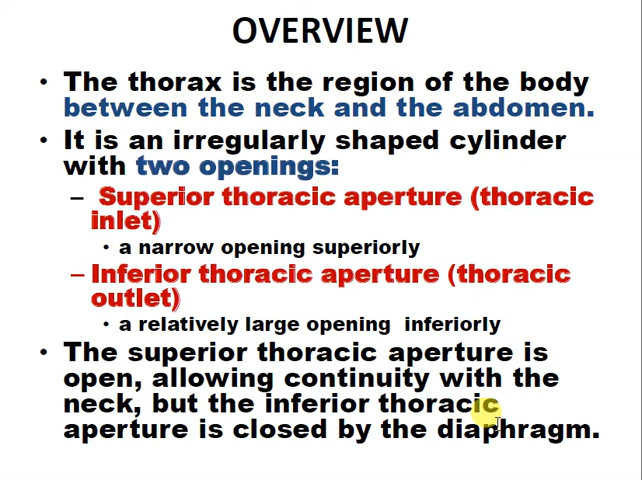 OVERVIEW
• The thorax is the region of the body
between the neck and the abdomen.
• It is an irregularly shaped cylinder
with two openings:
– Superior thoracic aperture (thoracic
inlet)
• a narrow opening superiorly
– Inferior thoracic aperture (thoracic
outlet)
• a relatively large opening inferiorly
• The superior thoracic aperture is
open, allowing continuity with the
neck, but the inferior thoracic
aperture is closed by the diaphragm.